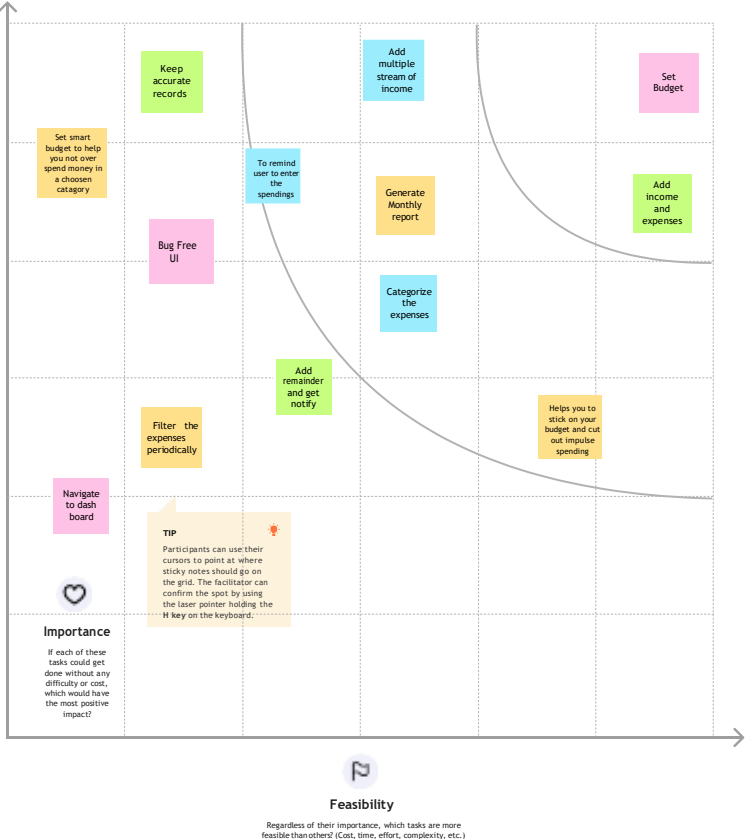 Keep
accurate
records
Add
multiple
stream of
income
Set
Budget
Set smart
budget to help
you not over
spend money in
a choosen
catagory
To remind
user to enter
the
spendings
Generate
Monthly
report
Add
income
and
expenses
Bug Free
UI
Categorize
the
expenses
Add
remainder
and get
notify
Filter the
expenses
periodically
Helps you to
stick on your
budget and cut
out impulse
spending
Navigate
to dash
board
TIP
Participants can use their
cursors to point at where
sticky notes should go on
the grid. The facilitator can
confirm the spot by using
the laser pointer holding the
H key on the keyboard.
Importance
If each of these
tasks could get
done without any
difficulty or cost,
which would have
the most positive
impact?
Feasibility
Regardless of their importance, which tasks are more
feasible than others? (Cost, time, effort, complexity, etc.)